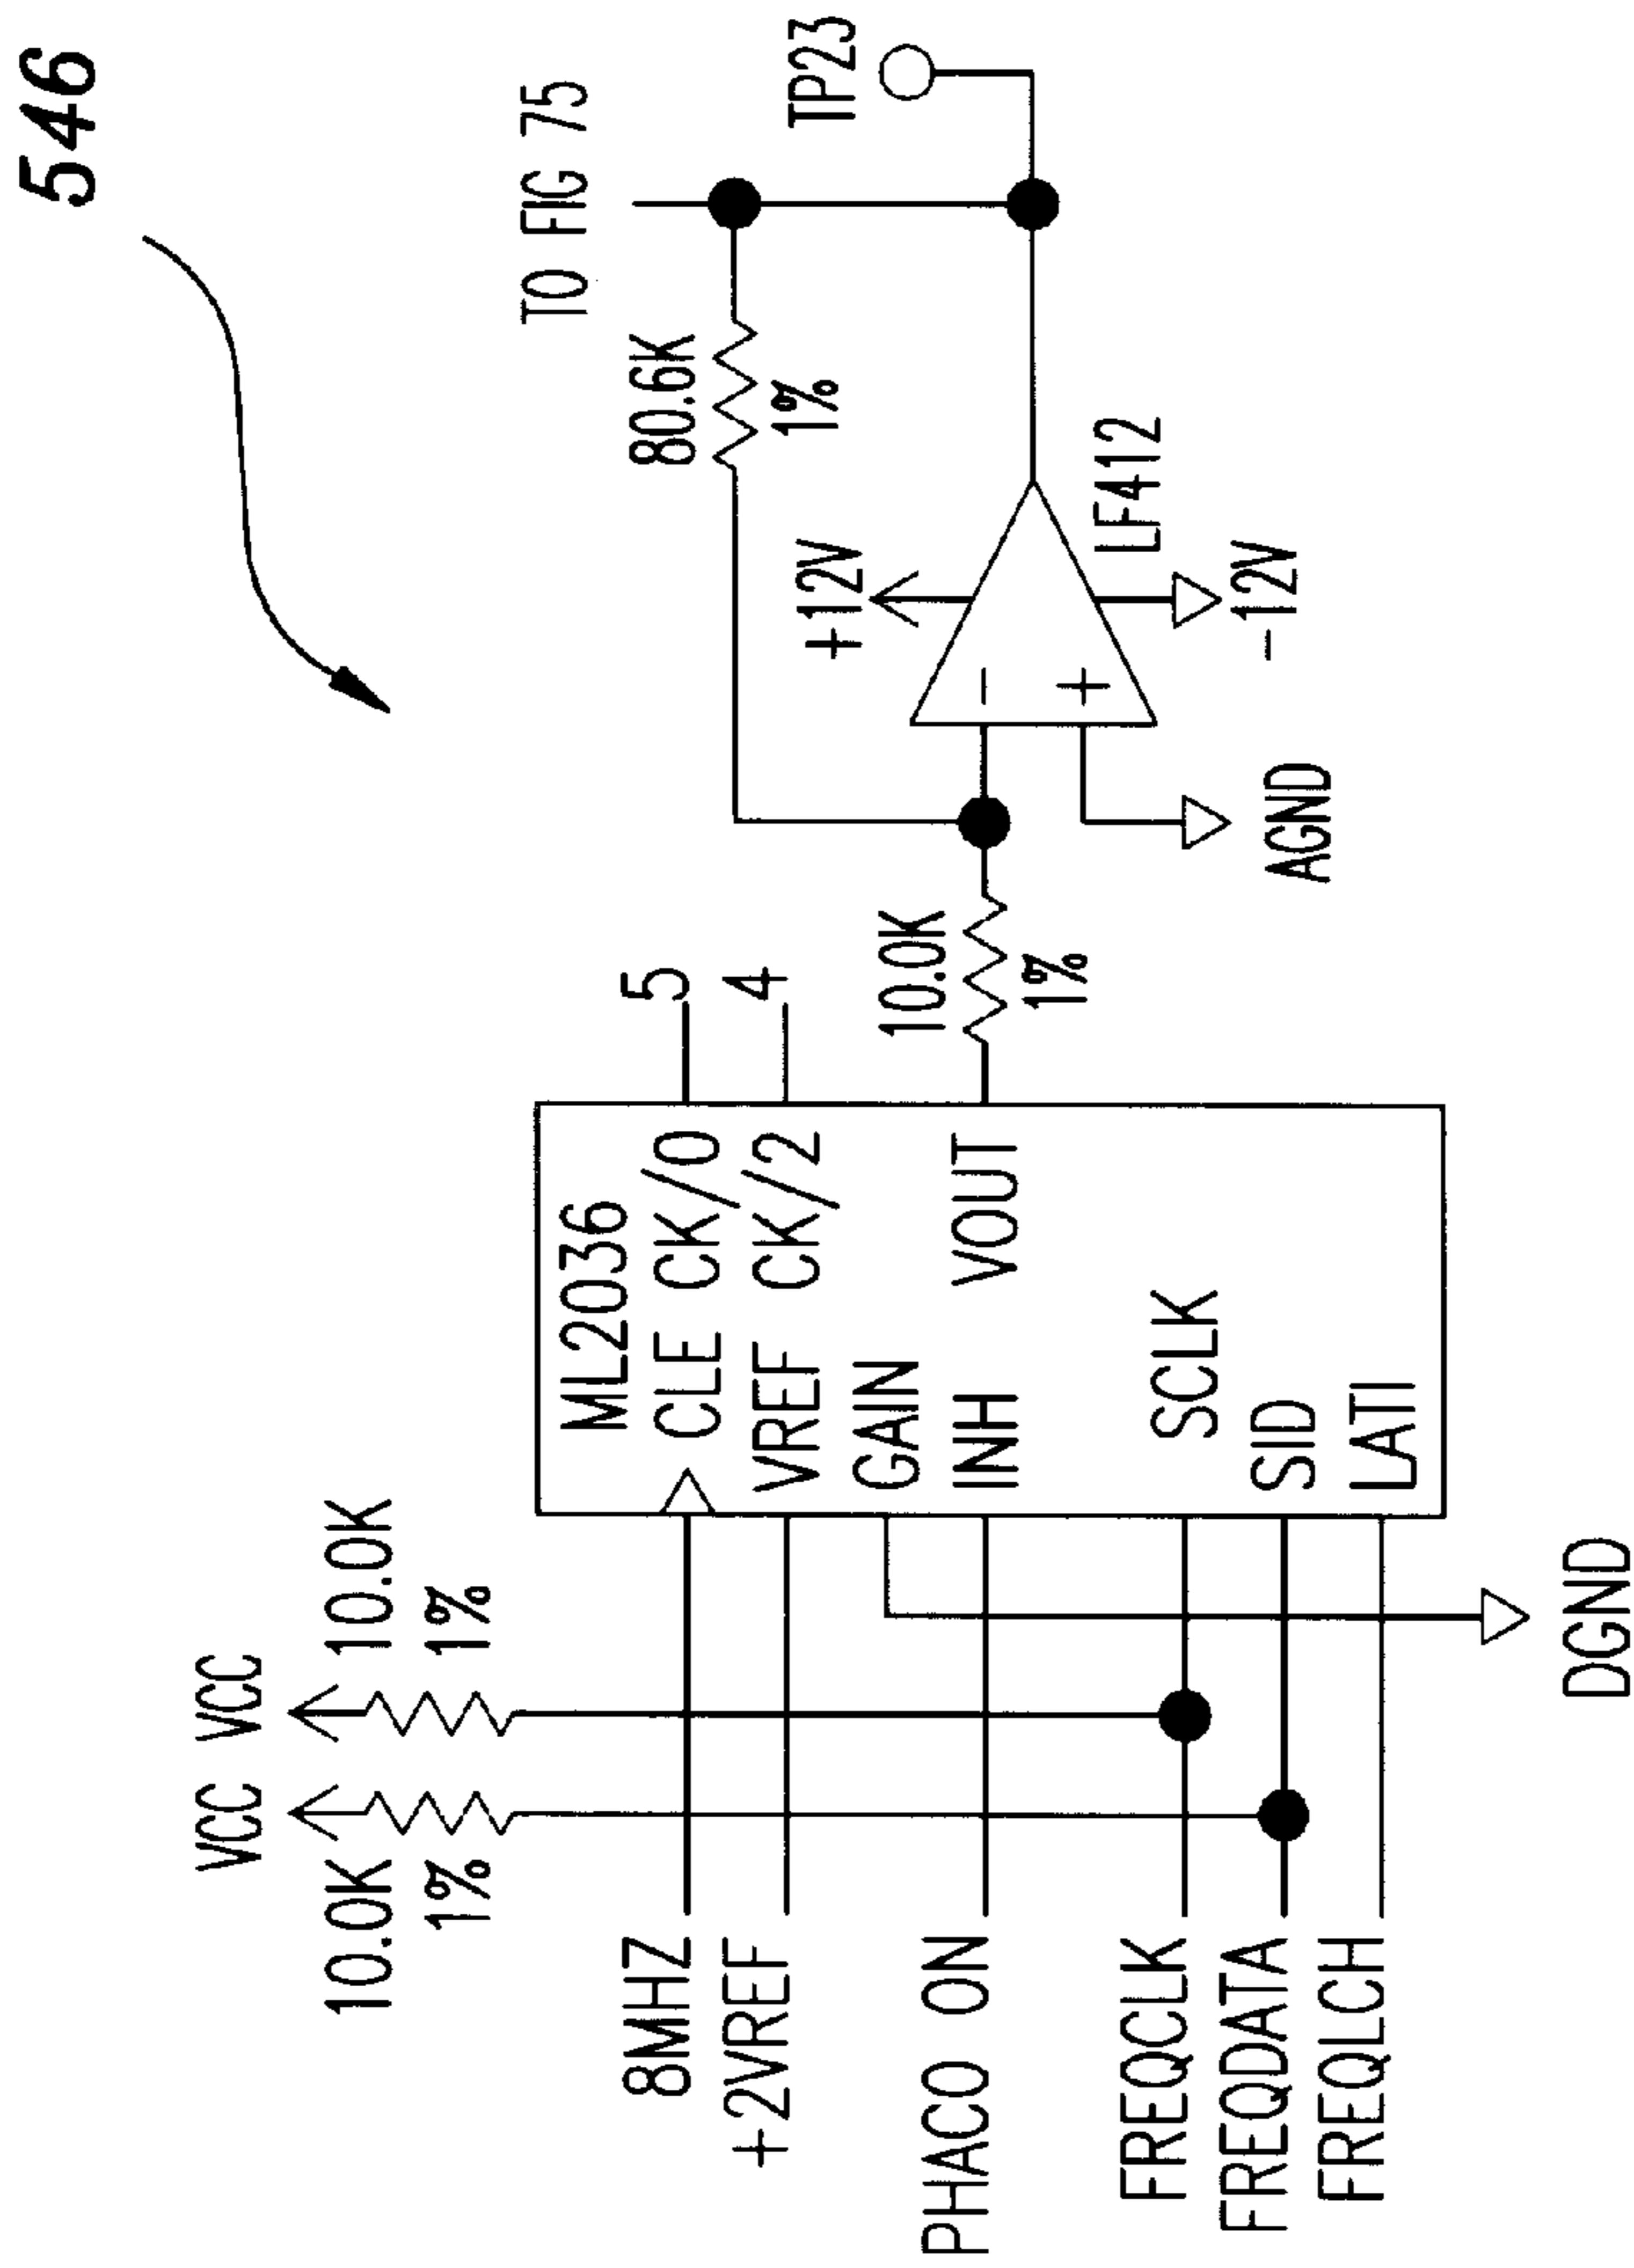 546
VCC VCC
10.0K
1%
10.0K
1%
TO FIG 75
80.6K
1%
TP23
+12V
LF412
-12V
AGND
10.0K
1%
5
4
ML2036
CLE CK/0
VREF CK/2
GAIN
INH VOUT
SCLK
SID
LATI
8MHZ
+2VREF
PHACO ON
FREQCLK
FREQDATA
FREQLCH
DGND